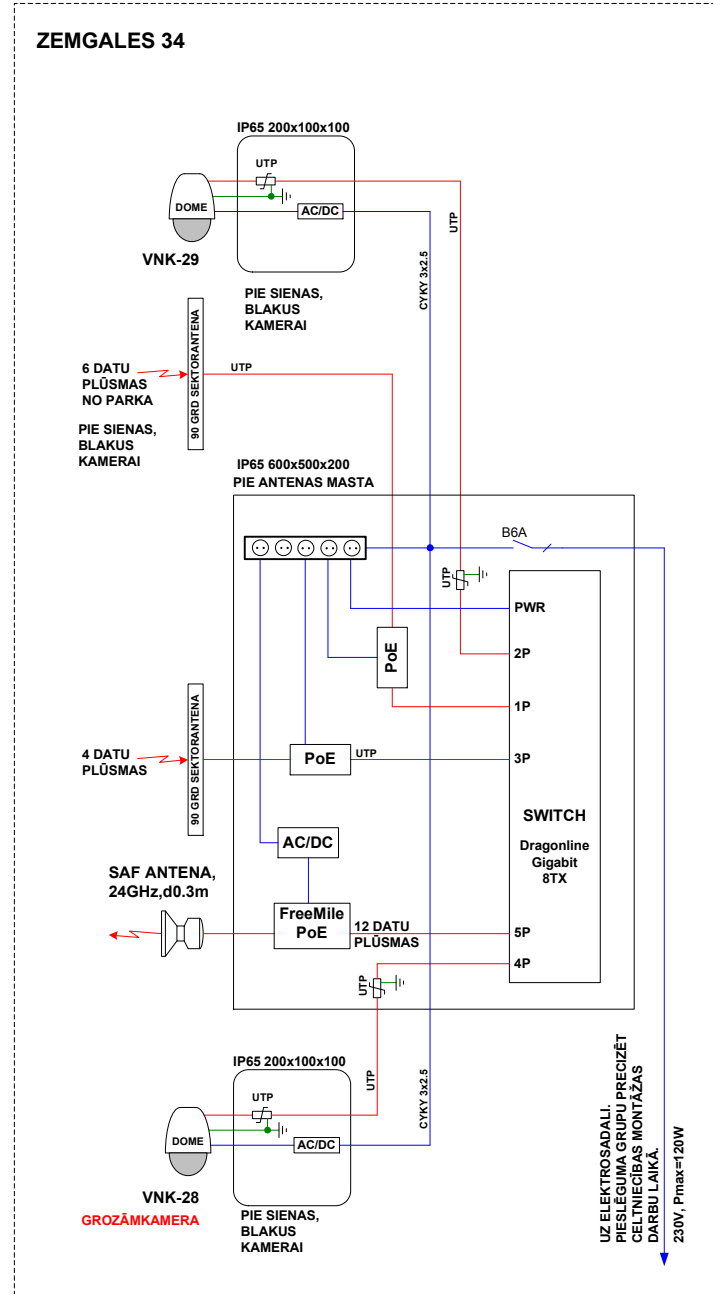 ZEMGALES 34
IP65 200x100x100
UTP
DOME
AC/DC
VNK-29
UTP
CYKY 3x2.5
PIE SIENAS,
BLAKUS
KAMERAI
90 GRD SEKTORANTENA
UTP
6 DATU
PLŪSMAS
NO PARKA
PIE SIENAS,
BLAKUS
KAMERAI
IP65 600x500x200
PIE ANTENAS MASTA
B6A
UTP
PWR
PoE
2P
1P
90 GRD SEKTORANTENA
4 DATU
PLŪSMAS
PoE
UTP
3P
SWITCH
Dragonline
Gigabit
8TX
AC/DC
SAF ANTENA,
24GHz,d0.3m
FreeMile
PoE
12 DATU
PLŪSMAS
5P
4P
UTP
IP65 200x100x100
UTP
UTP
CYKY 3x2.5
DOME
AC/DC
VNK-28
GROZĀMKAMERA
PIE SIENAS,
BLAKUS
KAMERAI
UZ ELEKTROSADALI.
PIESLĒGUMA GRUPU PRECIZĒT
CELTNIECĪBAS MONTĀŽAS
DARBU LAIKĀ.
230V, Pmax=120W